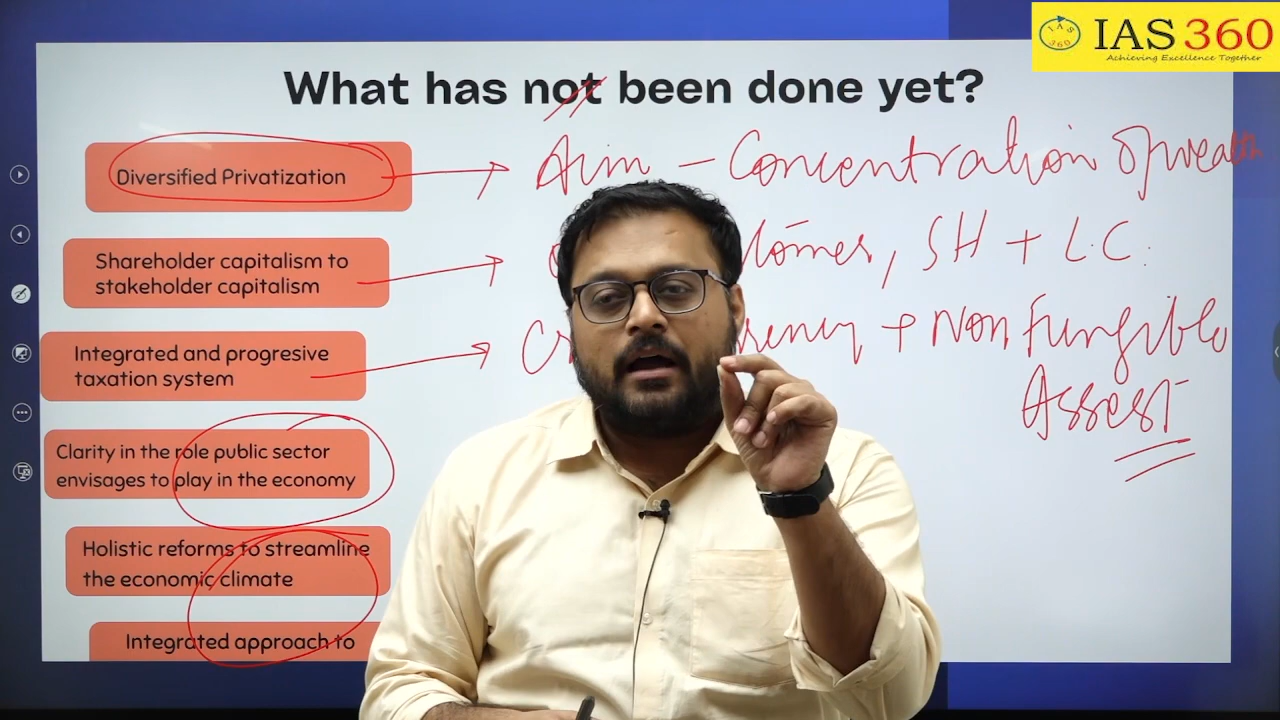 IAS 360
Achieving Excellence Together
What has not been done yet?
Diversified Privatization
Aim - Concentration of wealth
Shareholder capitalism to
stakeholder capitalism
SH + L.C.
Integrated and progresive
taxation system
+ Non Fungible
Assest
Clarity in the role public sector
envisages to play in the economy
Holistic reforms to streamline
the economic climate
Integrated approach to